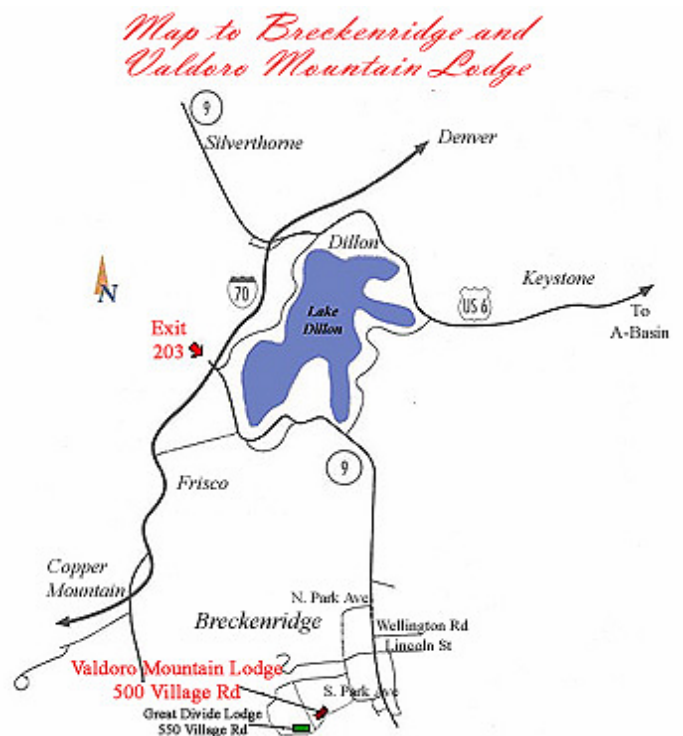 Map to Breckenridge and
Valdoro Mountain Lodge
9
Silverthorne
Denver
Dillon
N
70
Keystone
US 6
Lake
Dillon
To
A-Basin
Exit
203
9
Frisco
Copper
Mountain
N. Park Ave
Breckenridge
Wellington Rd
Lincoln St
Valdoro Mountain Lodge
500 Village Rd
S. Park Ave
Great Divide Lodge
550 Village Rd